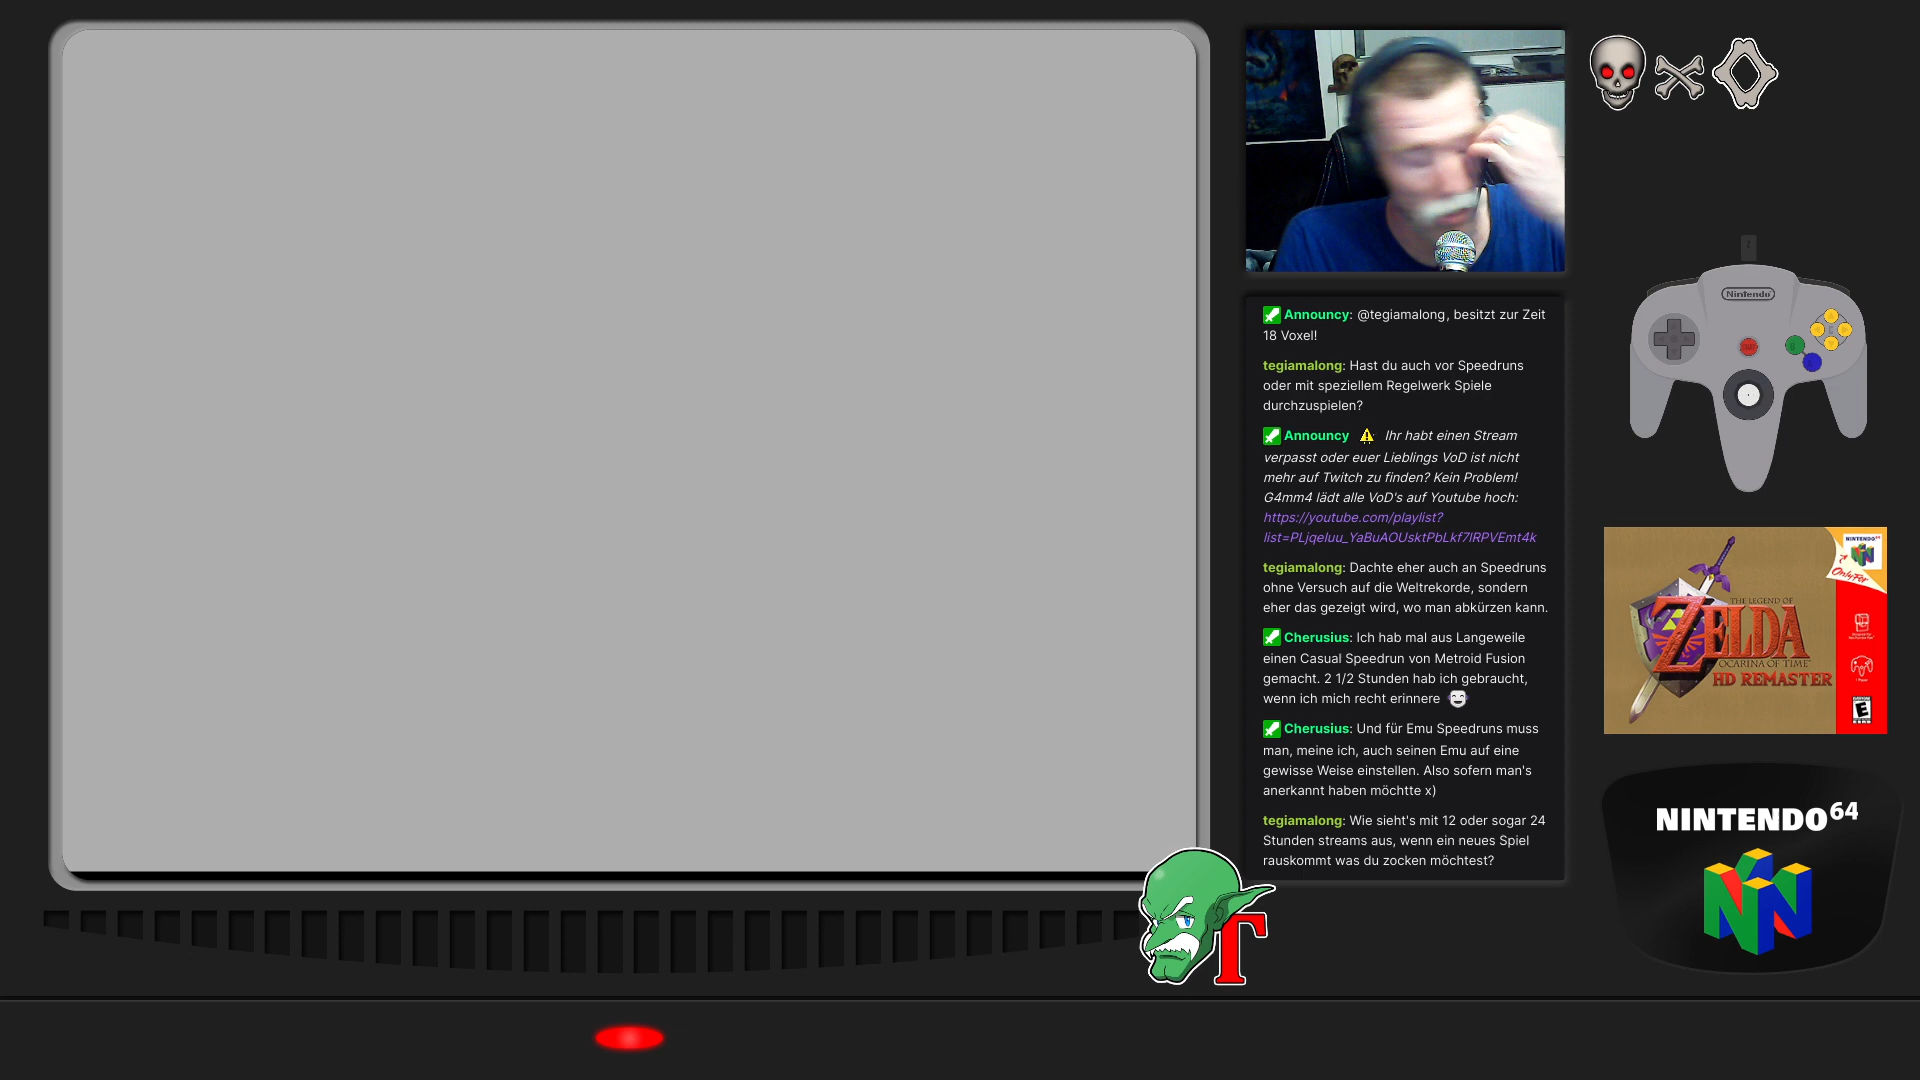 Announcy: @tegiamalong, besitzt zur Zeit
18 Voxel!
tegiamalong: Hast du auch vor Speedruns
oder mit speziellem Regelwerk Spiele
durchzuspielen?
Announcy Ihr habt einen Stream
verpasst oder euer Lieblings VoD ist nicht
mehr auf Twitch zu finden? Kein Problem!
G4mm4 lädt alle VoD's auf Youtube hoch:
https://youtube.com/playlist?
list=PLjqeluu_YaBuAOUsktPbLkf7lRPVEmt4k
tegiamalong: Dachte eher auch an Speedruns
ohne Versuch auf die Weltrekorde, sondern
eher das gezeigt wird, wo man abkürzen kann.
Cherusius: Ich hab mal aus Langeweile
einen Casual Speedrun von Metroid Fusion
gemacht. 2 1/2 Stunden hab ich gebraucht,
wenn ich mich recht erinnere
Cherusius: Und für Emu Speedruns muss
man, meine ich, auch seinen Emu auf eine
gewisse Weise einstellen. Also sofern man's
anerkannt haben möchtte x)
tegiamalong: Wie sieht's mit 12 oder sogar 24
Stunden streams aus, wenn ein neues Spiel
rauskommt was du zocken möchtest?
T
Nintendo
NINTENDO 64
Only For
THE LEGEND OF
ZELDA
OCARINA OF TIME
HD REMASTER
E
NINTENDO64